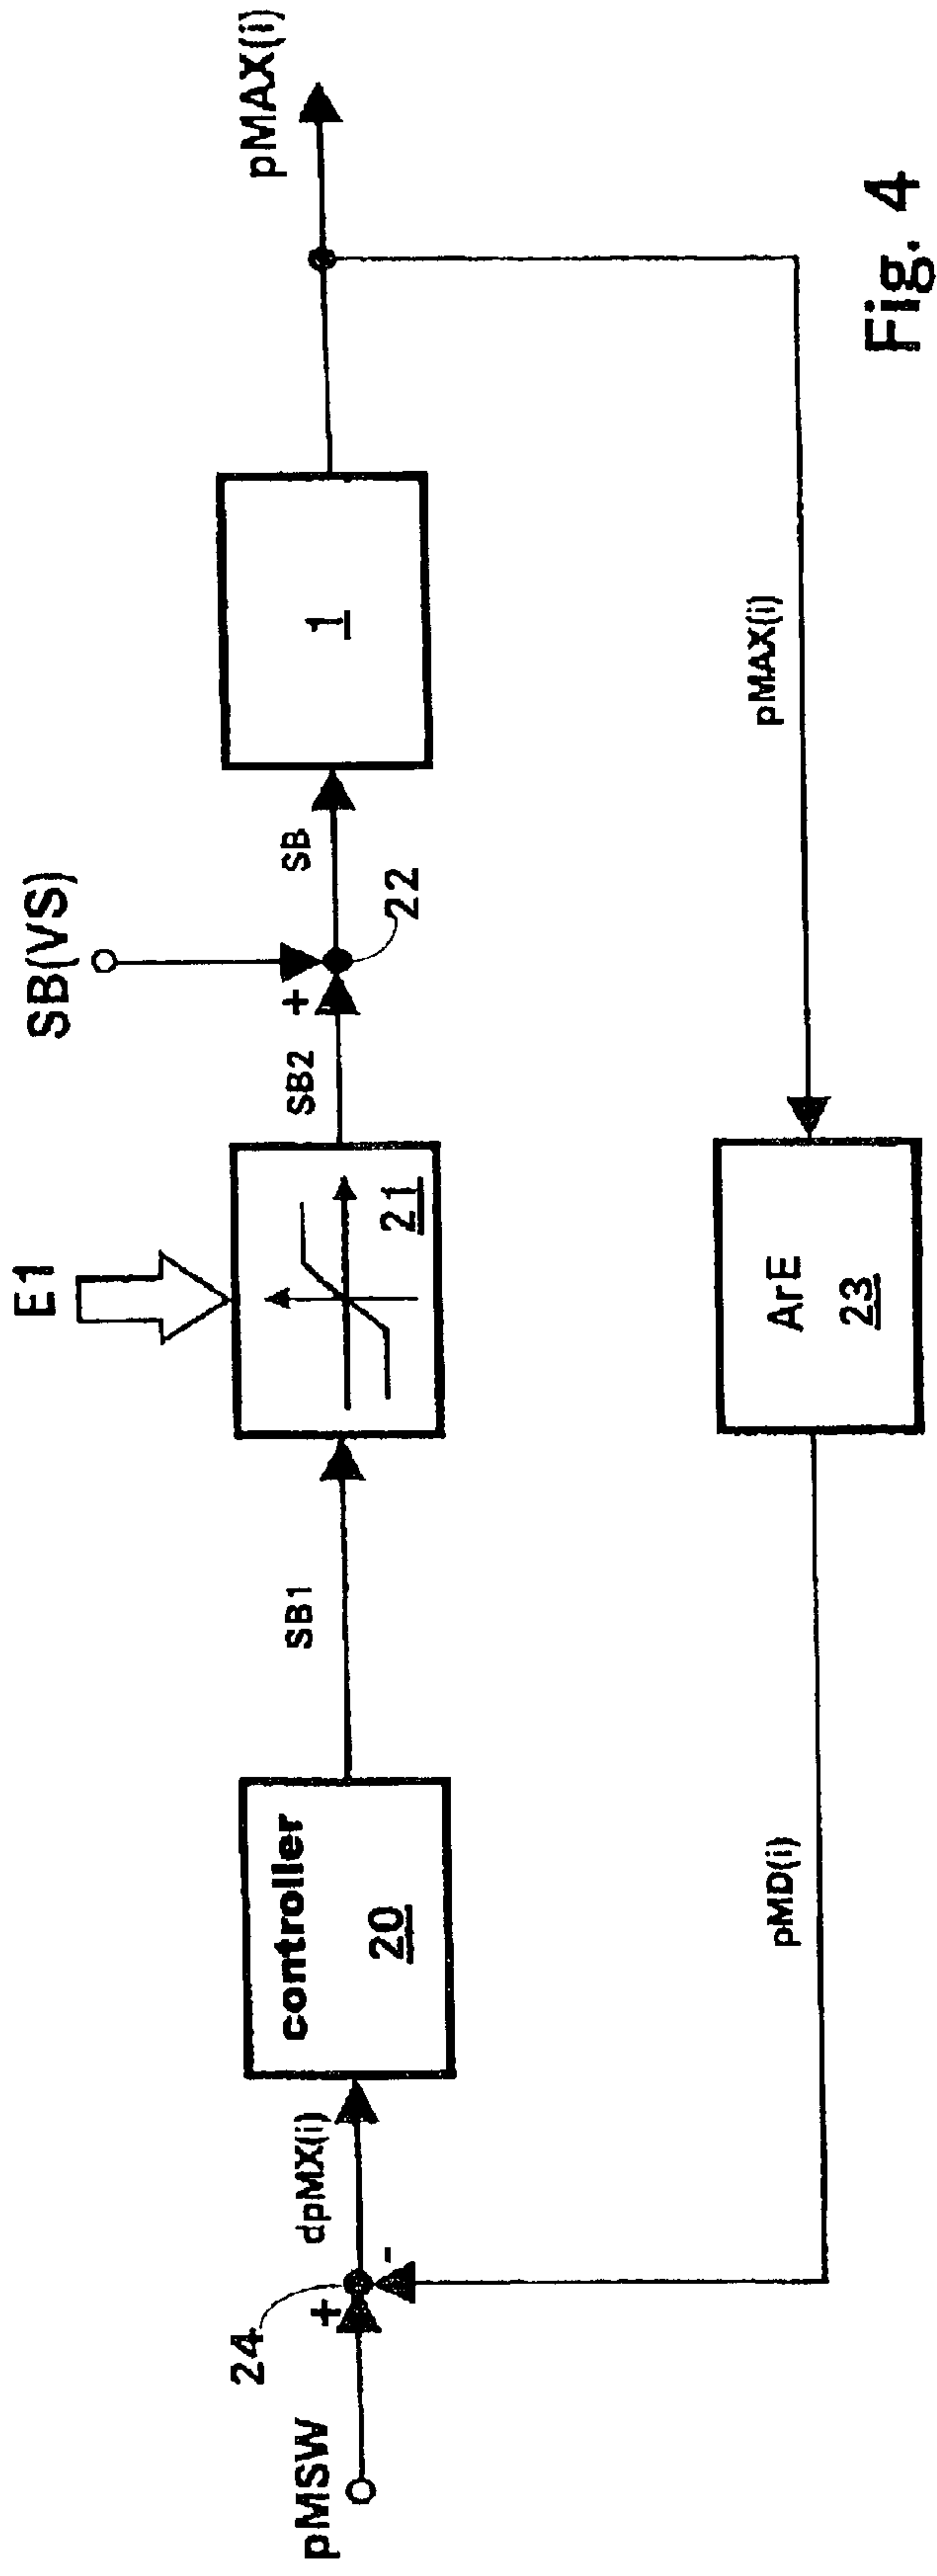 E1
SB(VS)
pMAX(i)
24
pMSW
+
-
dpMX(i)
controller
20
SB1
21
SB2
+
22
SB
1
pMD(i)
ArE
23
pMAX(i)
Fig. 4